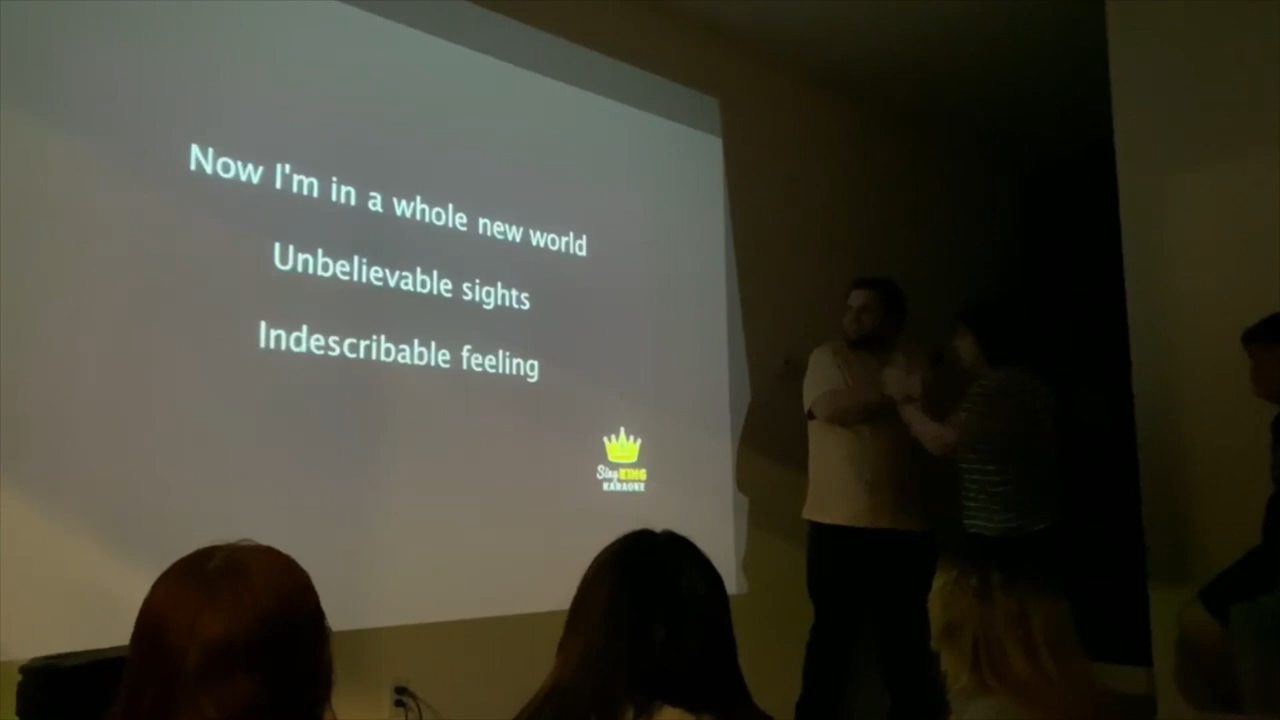 Now I'm in a whole new world
Unbelievable sights
Indescribable feeling
Sing KING
KARAOKE